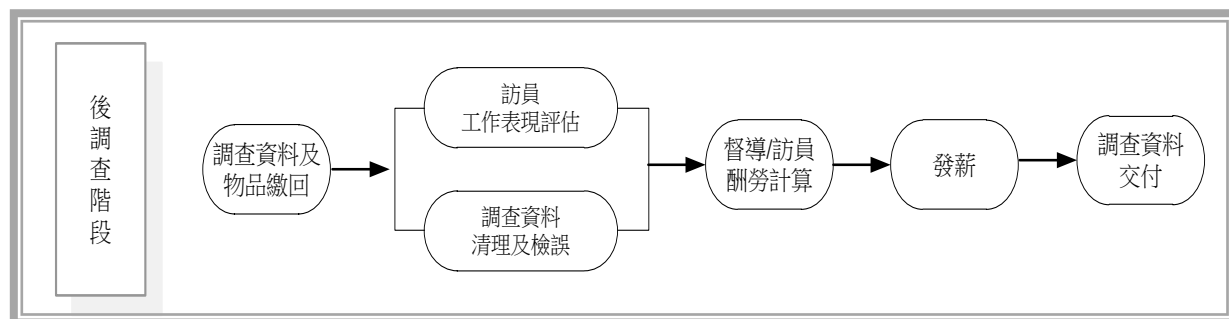 後調查階段
調查資料及
物品繳回
訪員
工作表現評估
調查資料
清理及檢誤
督導/訪員
酬勞計算
發薪
調查資料
交付